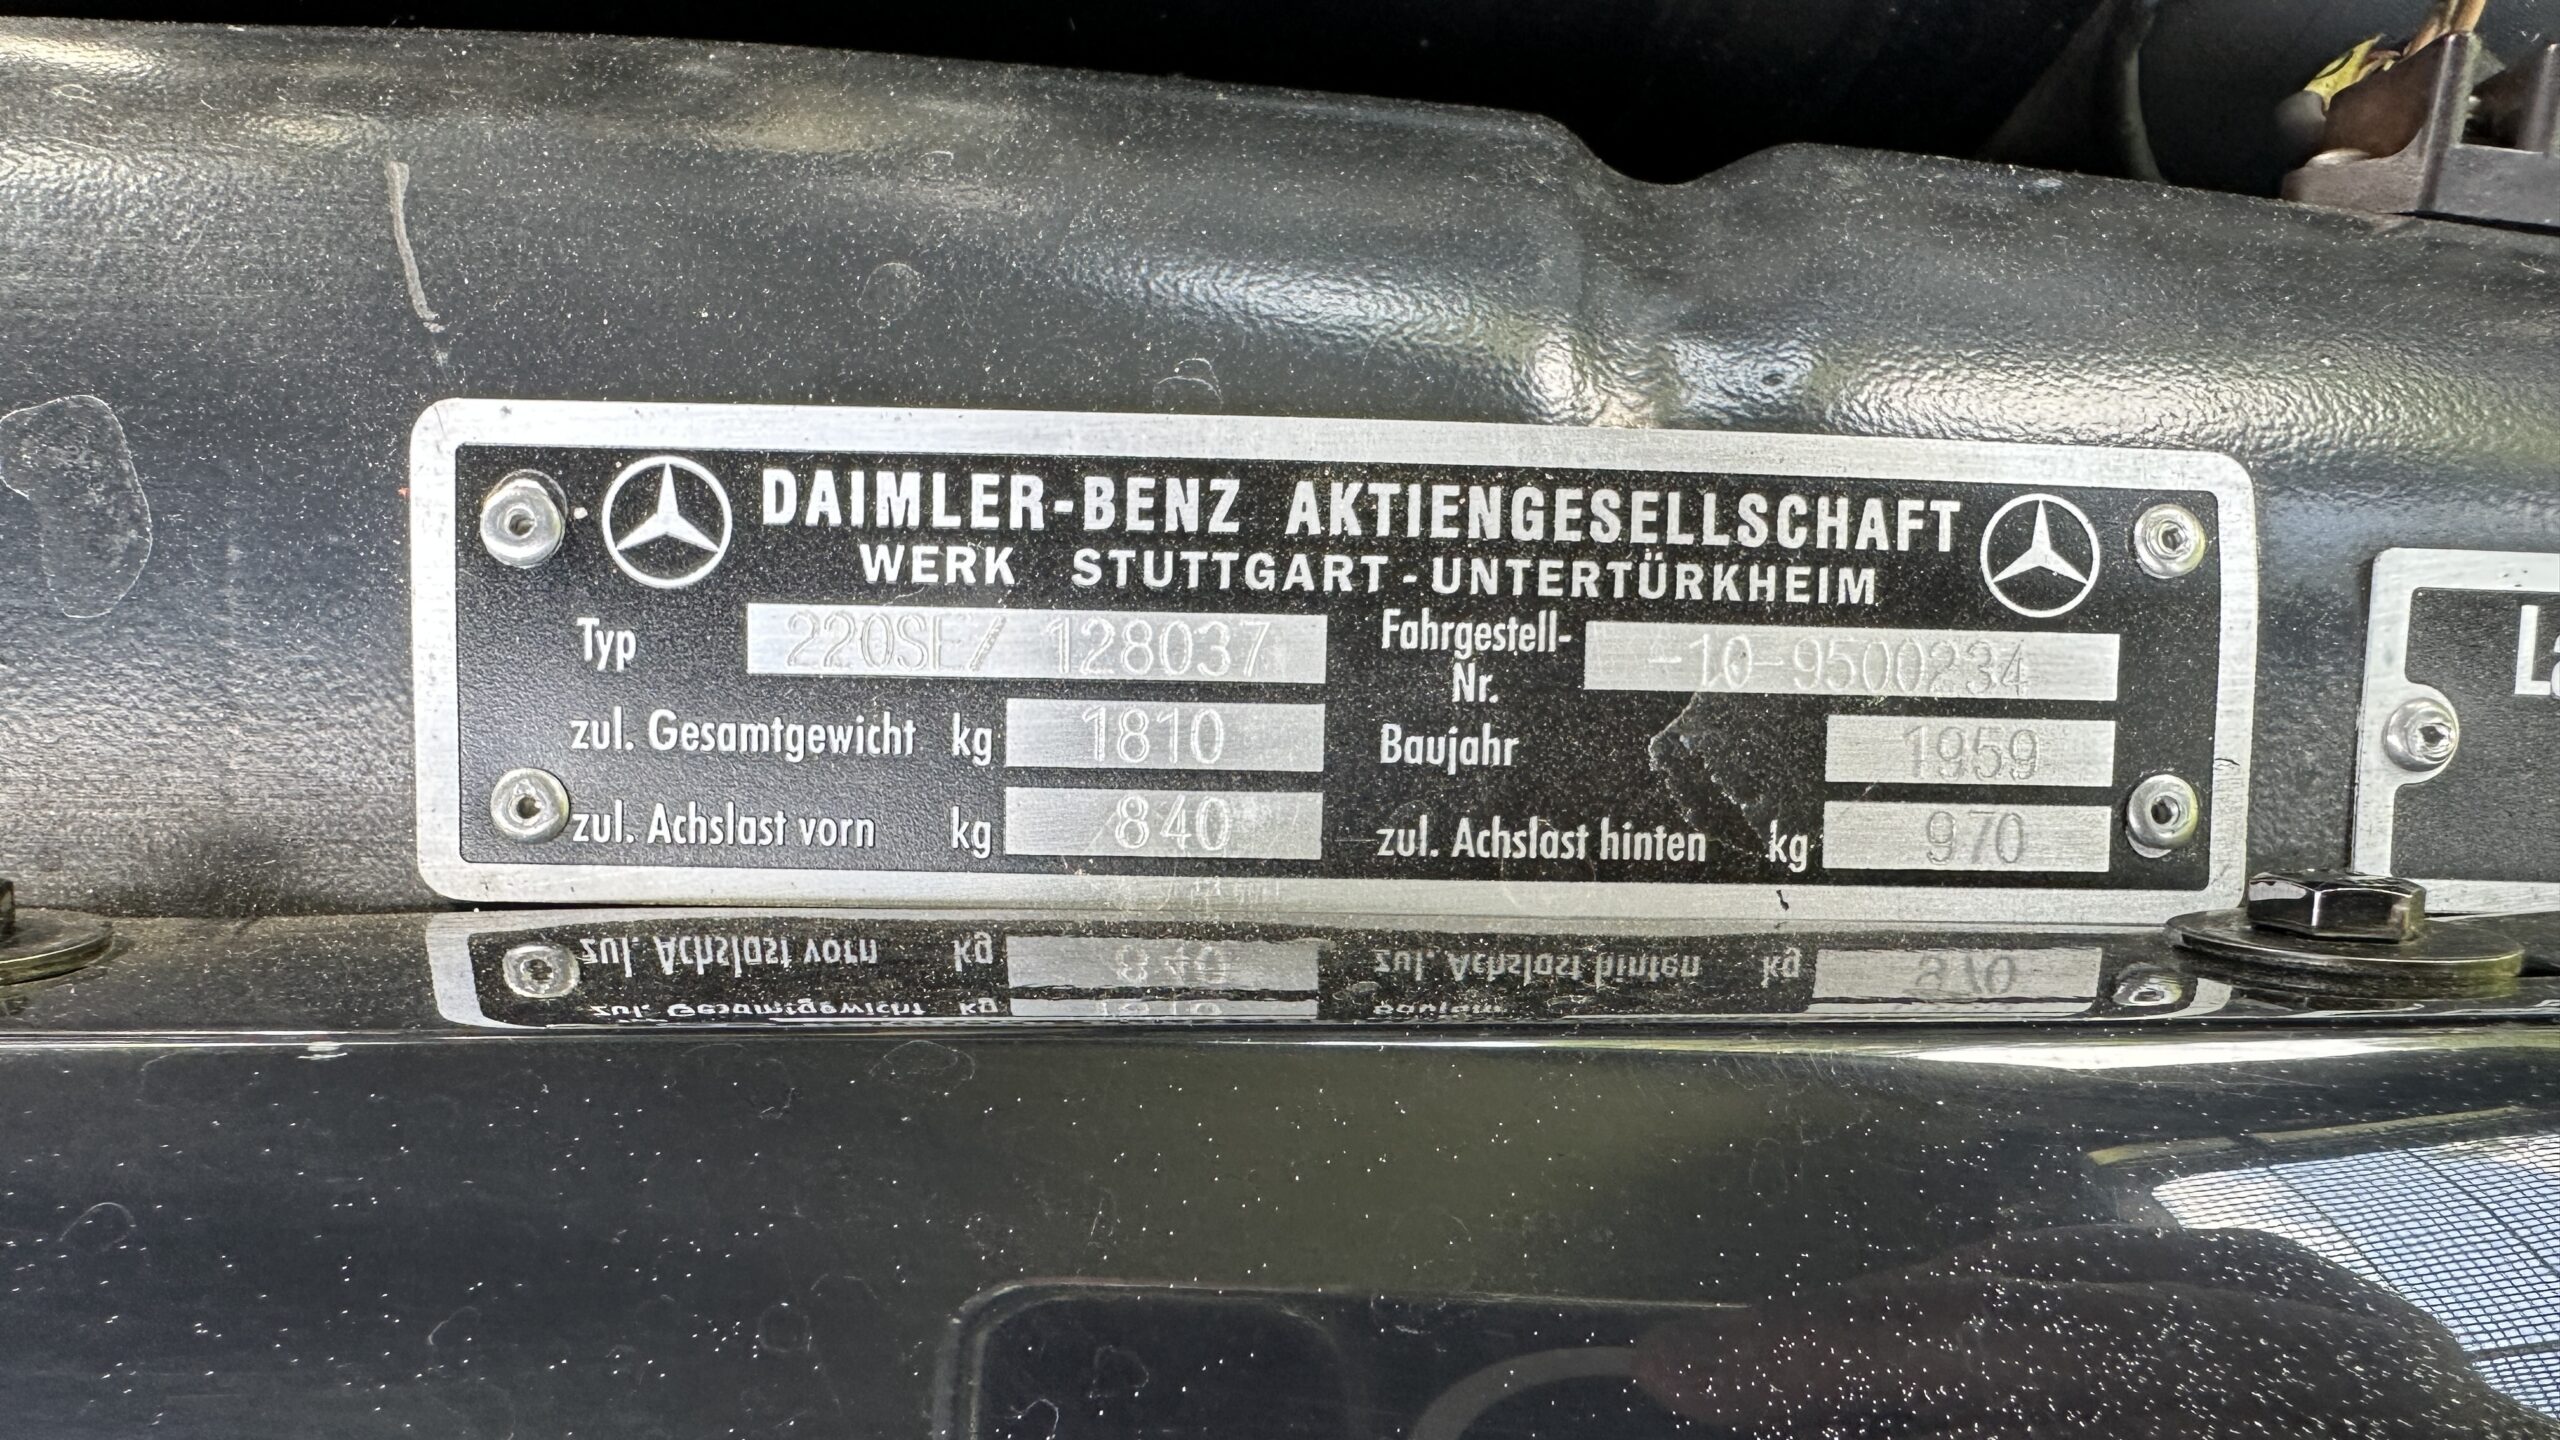 DAIMLER-BENZ AKTIENGESELLSCHAFT
WERK STUTTGART-UNTERTÜRKHEIM
Typ 220SE/ 128037 Fahrgestell-Nr. -10-9500234
zul. Gesamtgewicht kg 1810 Baujahr 1959
zul. Achslast vorn kg 840 zul. Achslast hinten kg 970